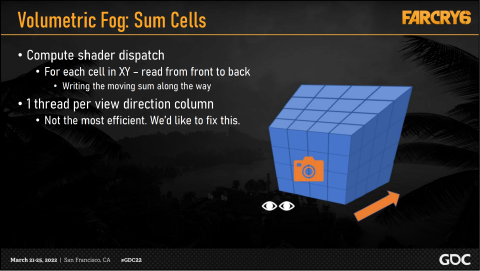 Volumetric Fog: Sum Cells
FARCRY6
• Compute shader dispatch
• For each cell in XY – read from front to back
• Writing the moving sum along the way
• 1 thread per view direction column
• Not the most efficient. We'd like to fix this.
March 21-25, 2022 | San Francisco, CA #GDC22
GDC